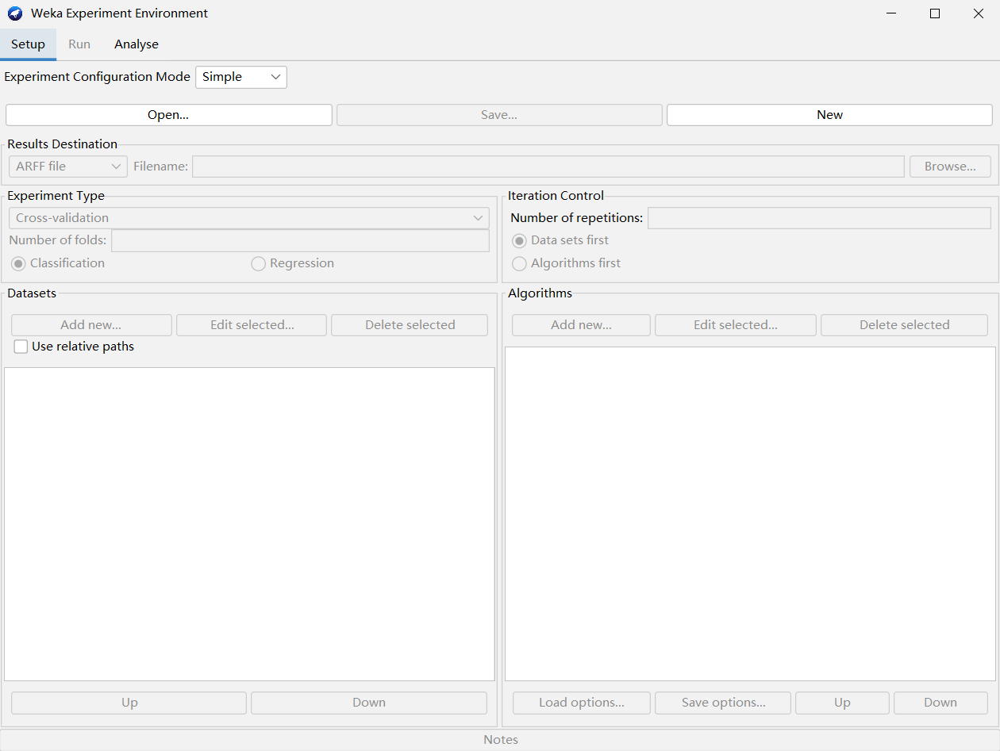 Weka Experiment Environment
Setup Run Analyse
Experiment Configuration Mode Simple
Open... Save... New
Results Destination
ARFF file Filename: Browse...
Experiment Type
Cross-validation
Number of folds:
Classification Regression
Iteration Control
Number of repetitions:
Data sets first
Algorithms first
Datasets
Add new... Edit selected... Delete selected
Use relative paths
Up Down
Algorithms
Add new... Edit selected... Delete selected
Load options... Save options... Up Down
Notes